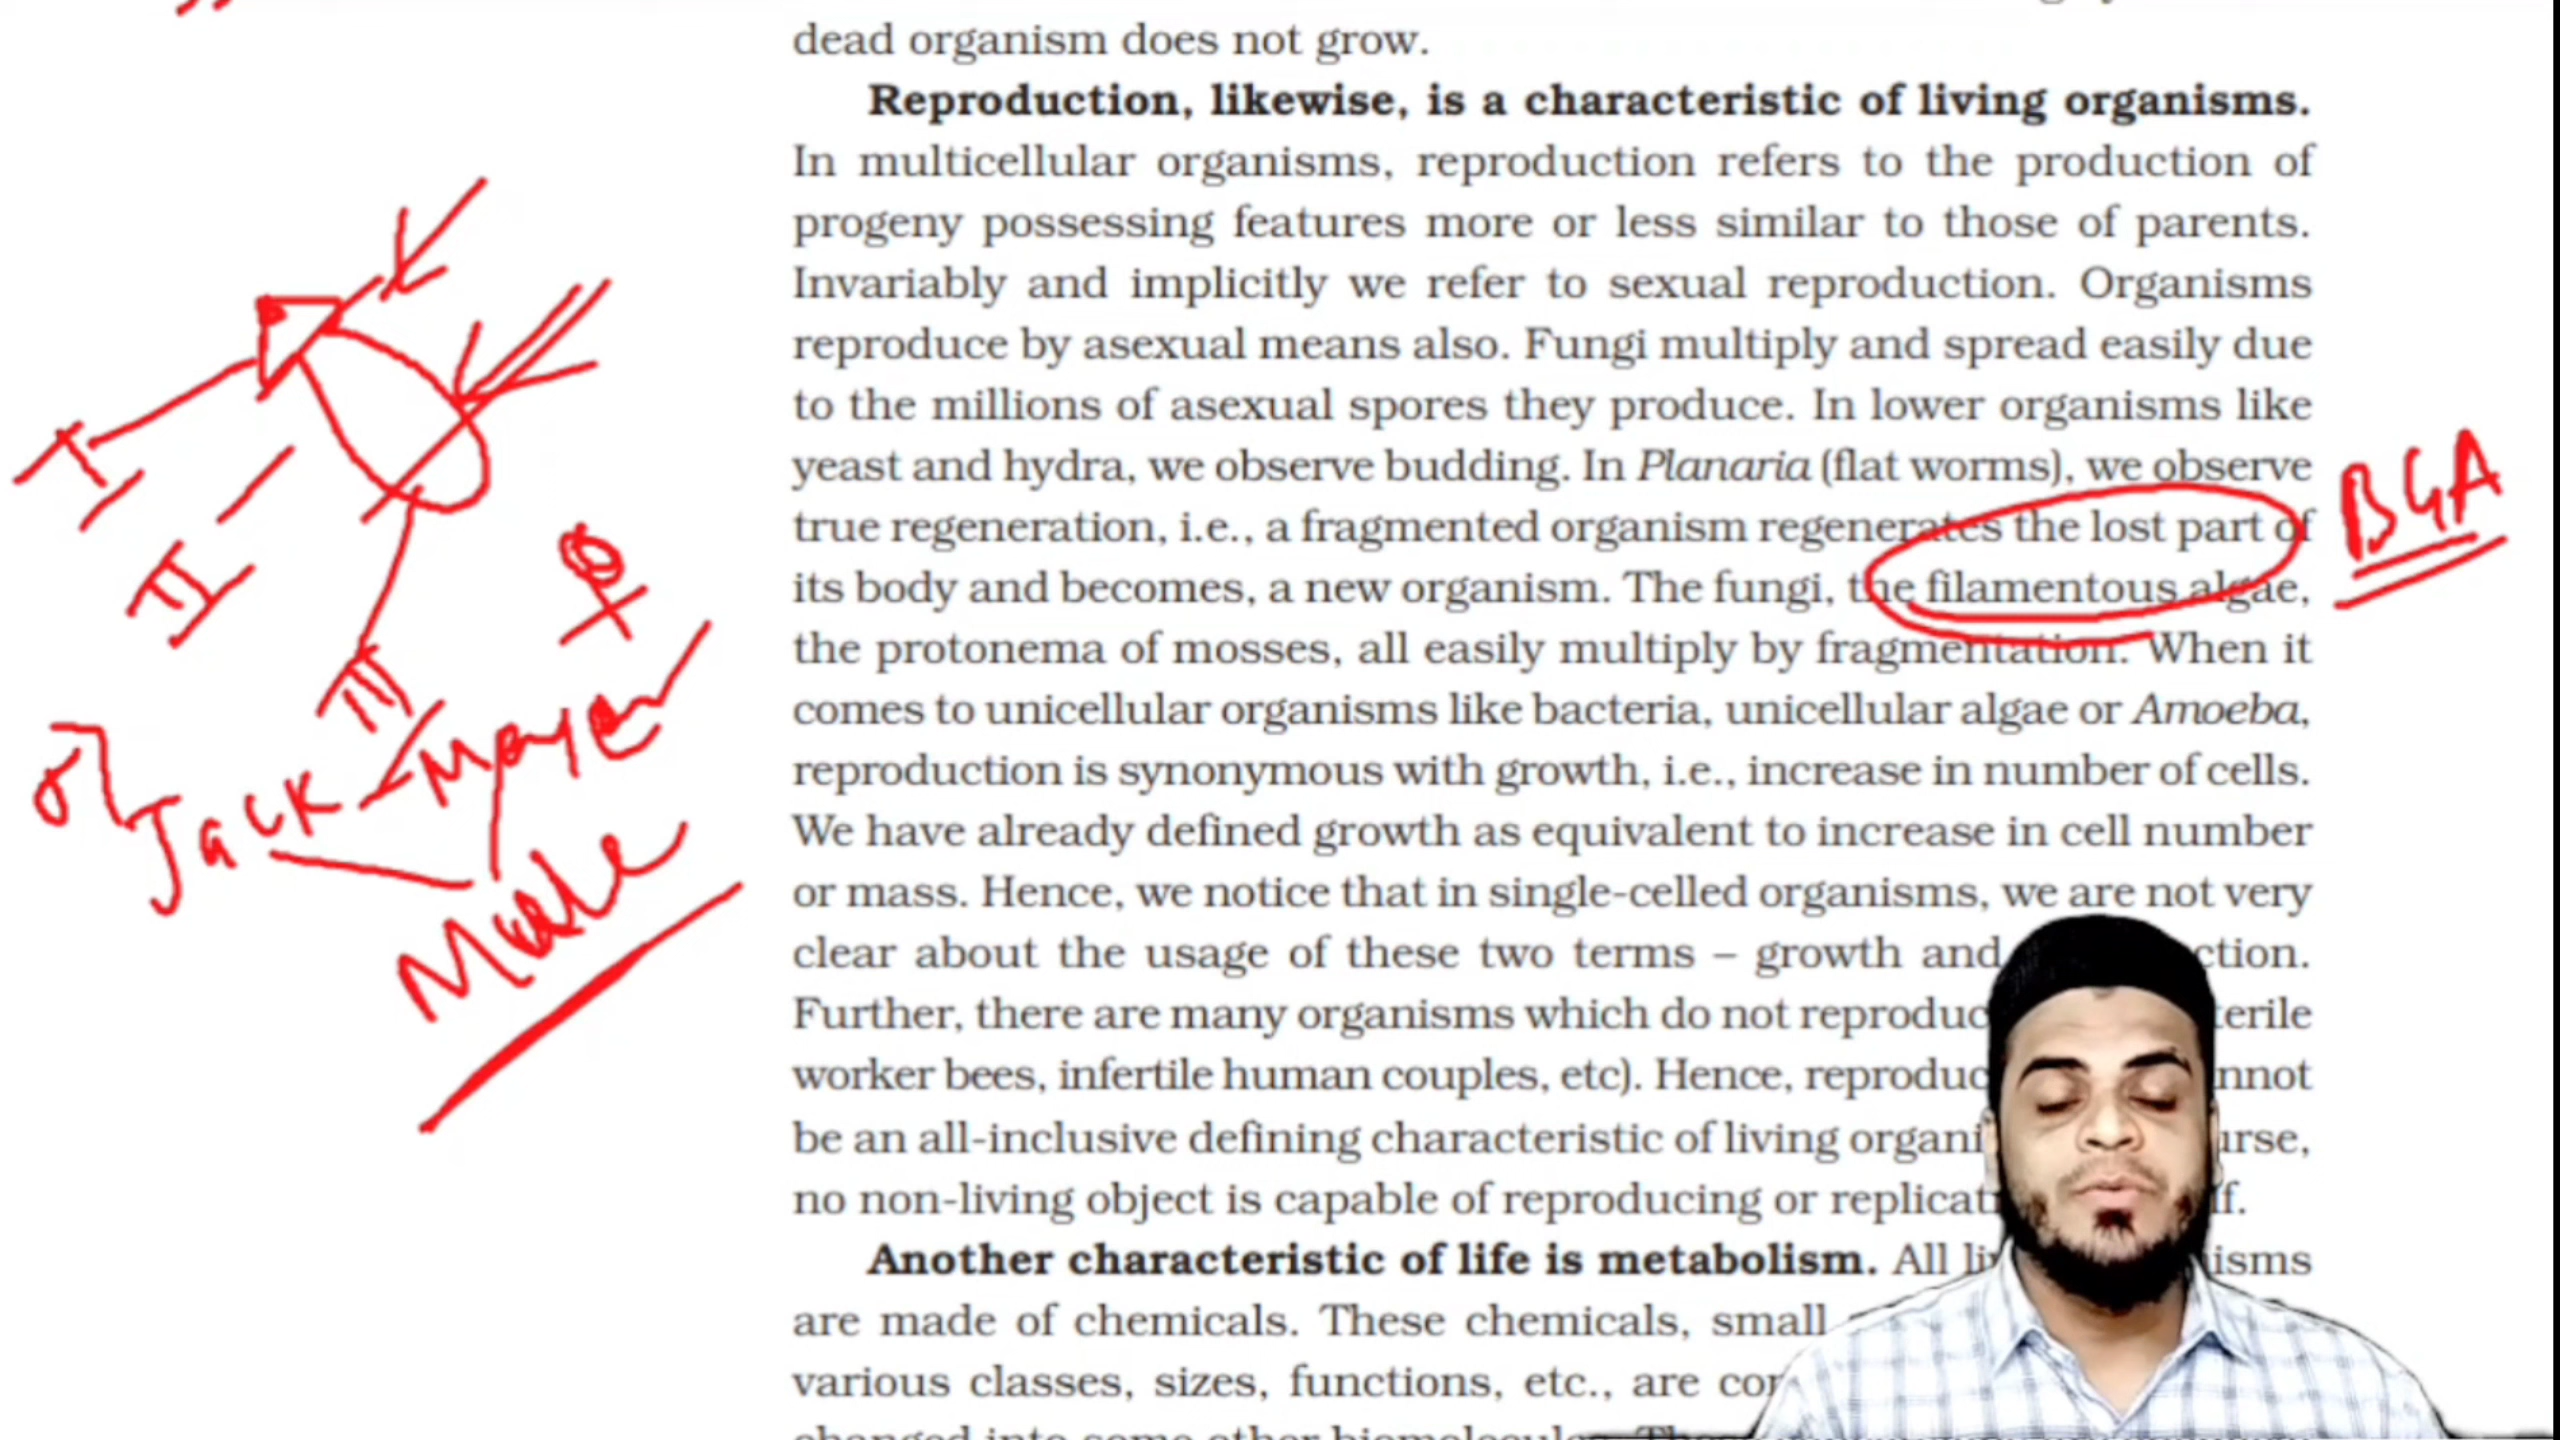 dead organism does not grow.
Reproduction, likewise, is a characteristic of living organisms.
In multicellular organisms, reproduction refers to the production of
progeny possessing features more or less similar to those of parents.
Invariably and implicitly we refer to sexual reproduction. Organisms
reproduce by asexual means also. Fungi multiply and spread easily due
to the millions of asexual spores they produce. In lower organisms like
yeast and hydra, we observe budding. In Planaria (flat worms), we observe
true regeneration, i.e., a fragmented organism regenerates the lost part of
its body and becomes, a new organism. The fungi, the filamentous algae,
the protonema of mosses, all easily multiply by fragmentation. When it
comes to unicellular organisms like bacteria, unicellular algae or Amoeba,
reproduction is synonymous with growth, i.e., increase in number of cells.
We have already defined growth as equivalent to increase in cell number
or mass. Hence, we notice that in single-celled organisms, we are not very
clear about the usage of these two terms – growth and ction.
Further, there are many organisms which do not reproduc terile
worker bees, infertile human couples, etc). Hence, reproduc nnot
be an all-inclusive defining characteristic of living organi urse,
no non-living object is capable of reproducing or replicat lf.
Another characteristic of life is metabolism. All li isms
are made of chemicals. These chemicals, small
various classes, sizes, functions, etc., are con
changed into some other
BGA
I
II
III
♀
♂ Jack